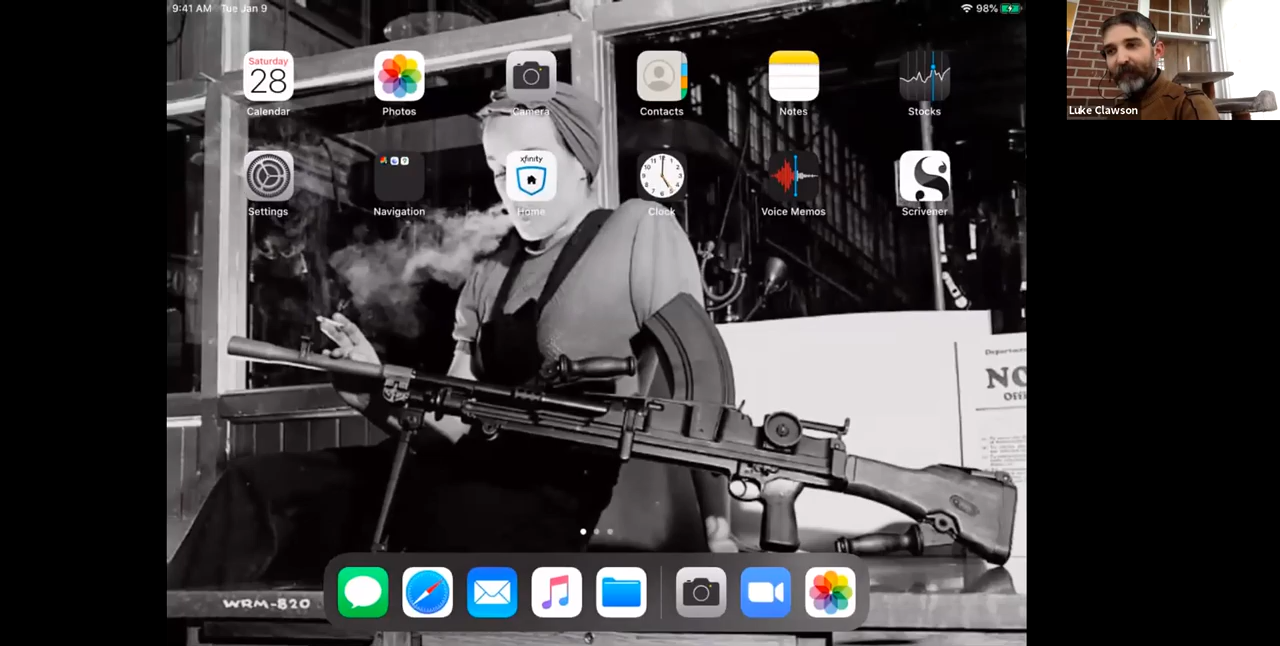 9:41 AM Tue Jan 9
98%
Luke Clawson
Saturday
28
Calendar
Photos
Camera
Contacts
Notes
Stocks
xfinity
Settings
Navigation
Home
Clock
Voice Memos
Scrivener
WRM-820